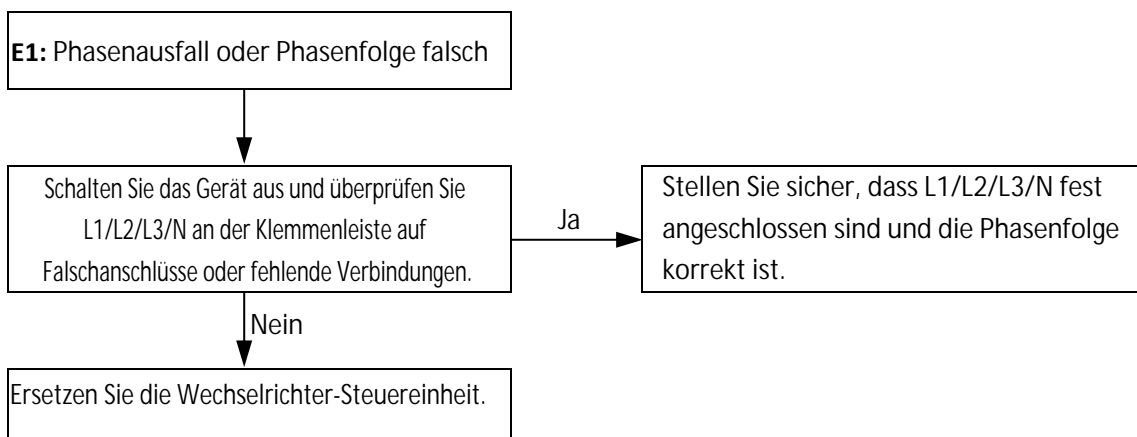 E1: Phasenausfall oder Phasenfolge falsch
Schalten Sie das Gerät aus und überprüfen Sie
L1/L2/L3/N an der Klemmenleiste auf
Falschanschlüsse oder fehlende Verbindungen.
Ja
Stellen Sie sicher, dass L1/L2/L3/N fest
angeschlossen sind und die Phasenfolge
korrekt ist.
Nein
Ersetzen Sie die Wechselrichter-Steuereinheit.